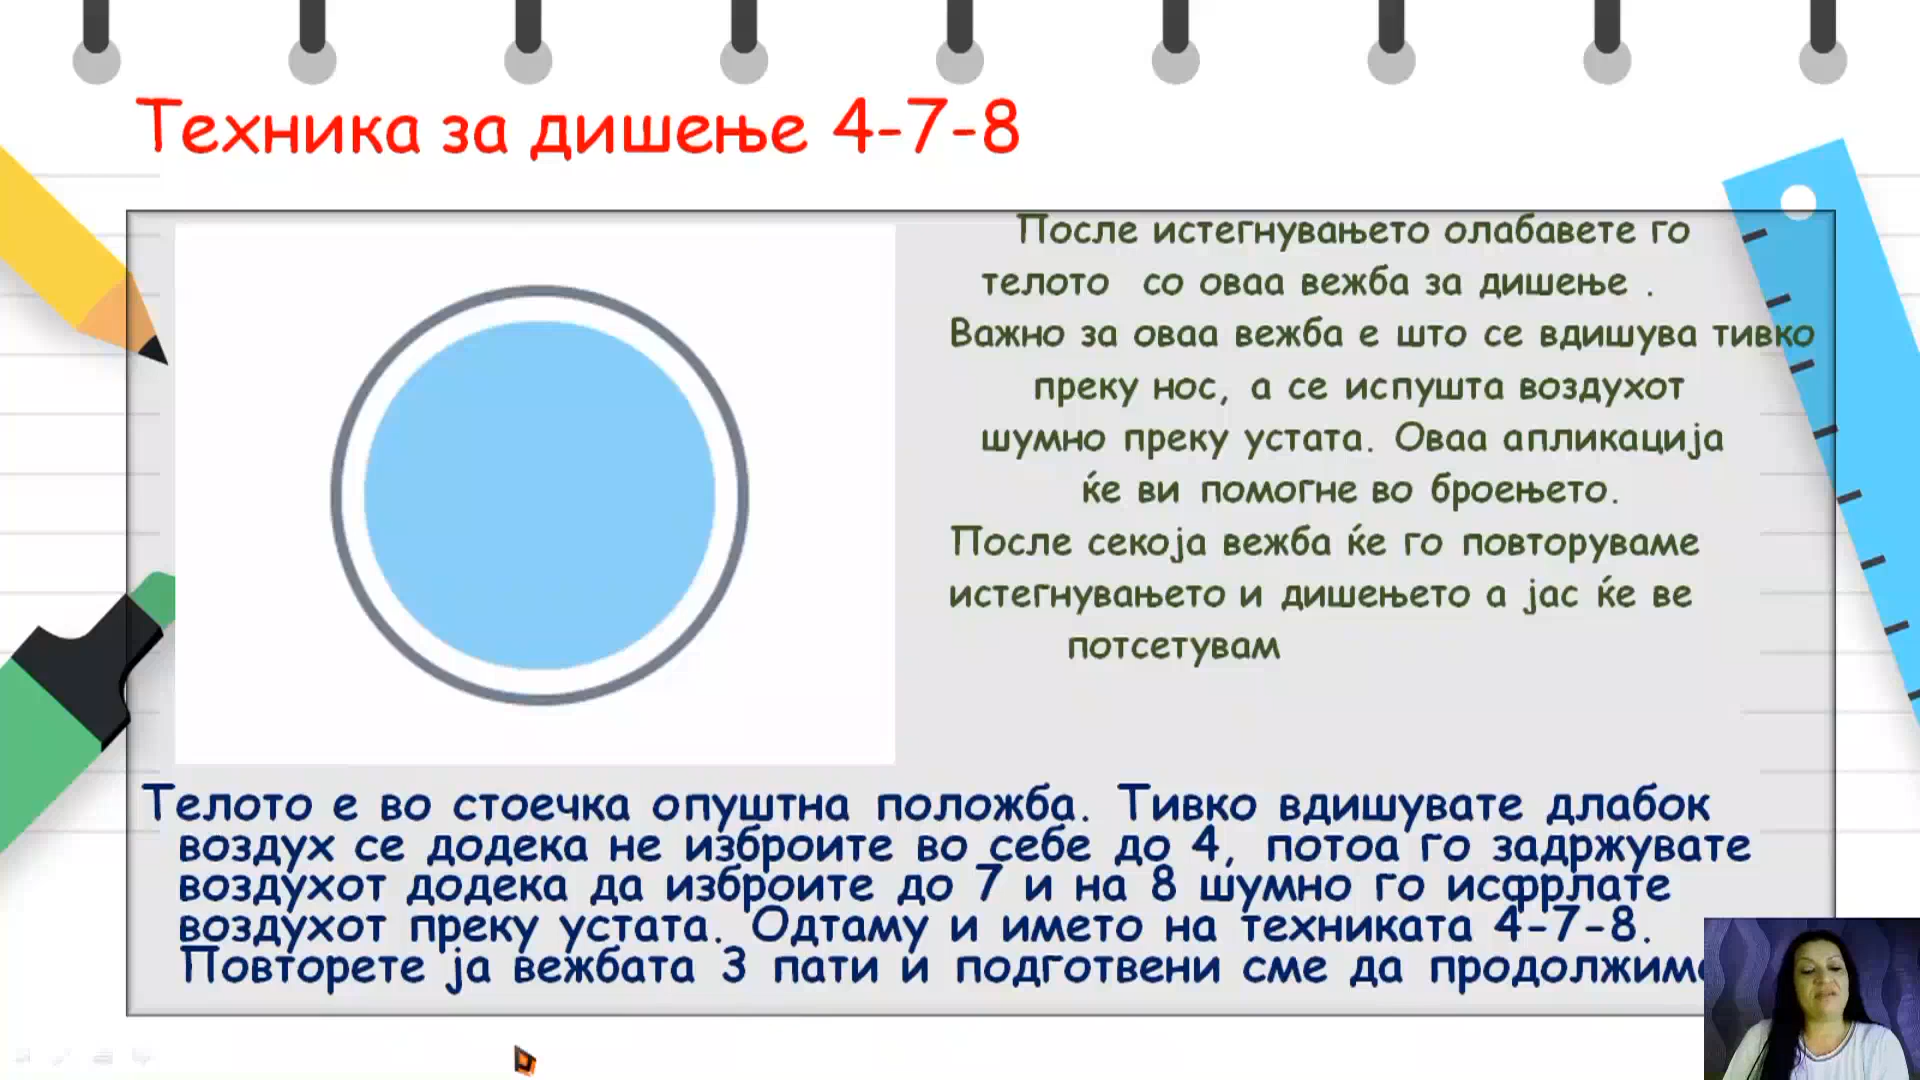 Техника за дишење 4-7-8
После истегнувањето олабавете го
телото со оваа вежба за дишење .
Важно за оваа вежба е што се вдишува тивко
преку нос, а се испушта воздухот
шумно преку устата. Оваа апликација
ќе ви помогне во броењето.
После секоја вежба ќе го повторуваме
истегнувањето и дишењето а јас ќе ве
потсетувам
Телото е во стоечка опуштна положба. Тивко вдишувате длабок
воздух се додека не изброите во себе до 4, потоа го задржувате
воздухот додека да изброите до 7 и на 8 шумно го исфрлате
воздухот преку устата. Одтаму и името на техниката 4-7-8.
Повторете ја вежбата 3 пати и подготвени сме да